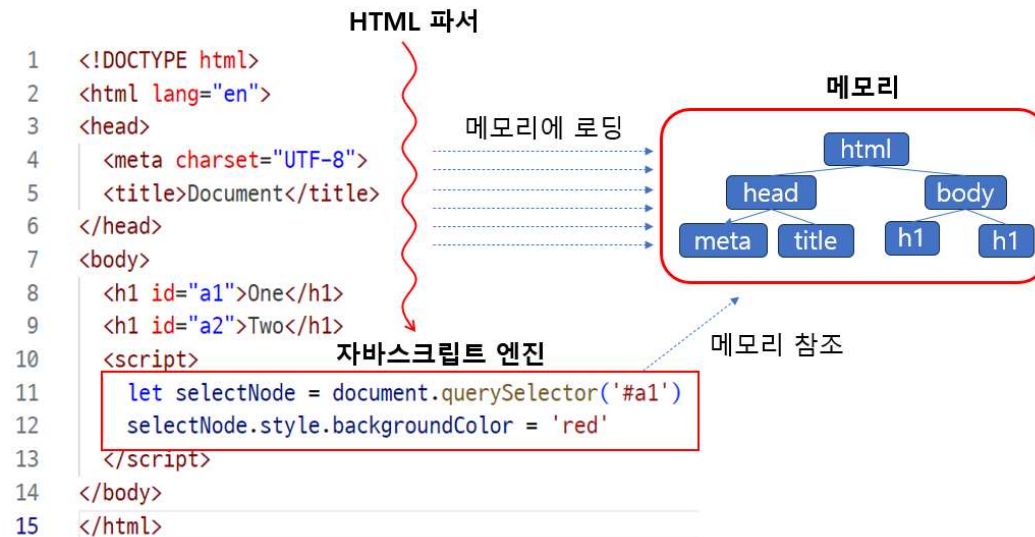 HTML 파서
1 <!DOCTYPE html>
2 <html lang="en">
3 <head>
4 <meta charset="UTF-8">
5 <title>Document</title>
6 </head>
7 <body>
8 <h1 id="a1">One</h1>
9 <h1 id="a2">Two</h1>
10 <script>
자바스크립트 엔진
11 let selectNode = document.querySelector('#a1')
12 selectNode.style.backgroundColor = 'red'
13 </script>
14 </body>
15 </html>
메모리에 로딩
메모리
html
head body
meta title h1 h1
메모리 참조